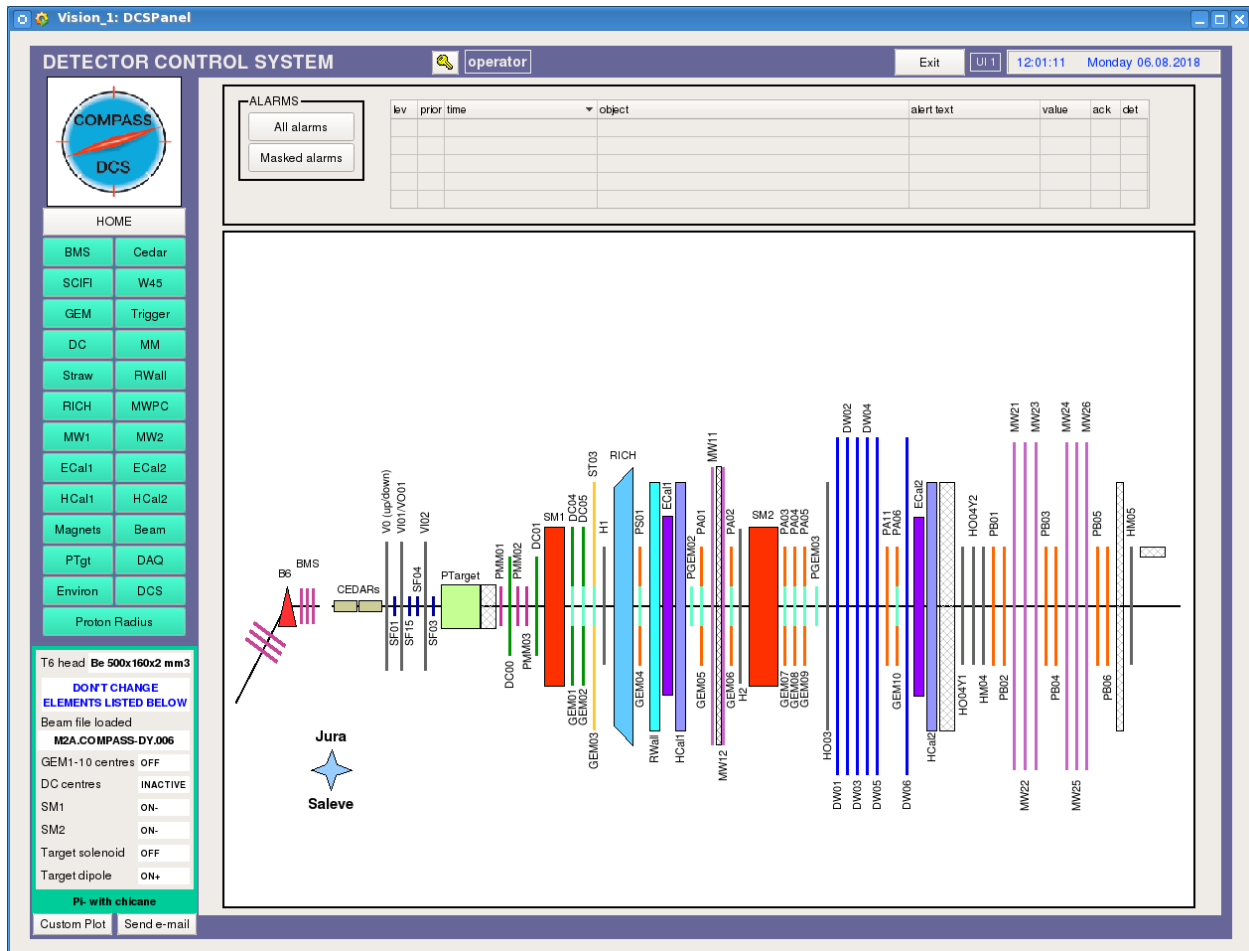 Vision_1: DCSPanel
DETECTOR CONTROL SYSTEM
operator
Exit
UI 1
12:01:11 Monday 06.08.2018
COMPASS
DCS
ALARMS
All alarms
Masked alarms
lev prior time object alert text value ack det
HOME
BMS Cedar
SCIFI W45
GEM Trigger
DC MM
Straw RWall
RICH MWPC
MW1 MW2
ECal1 ECal2
HCal1 HCal2
Magnets Beam
PTgt DAQ
Environ DCS
Proton Radius
T6 head Be 500x160x2 mm3
DON'T CHANGE
ELEMENTS LISTED BELOW
Beam file loaded
M2A.COMPASS-DY.006
GEM1-10 centres OFF
DC centres INACTIVE
SM1 ON-
SM2 ON-
Target solenoid OFF
Target dipole ON+
Pi- with chicane
Custom Plot Send e-mail
B6
BMS
CEDARs
V0 (up/down)
VI01/VO01
VI02
SF01
SF15
SF04
SF03
PTarget
PMM01
DC00
PMM02
PMM03
DC01
SM1
DC04
DC05
GEM01
GEM02
ST03
GEM03
H1
RICH
PS01
GEM04
RWall
ECal1
HCal1
PGEM02
PA01
GEM05
MW11
MW12
PA02
GEM06
H2
SM2
PA03
PA04
PA05
GEM07
GEM08
GEM09
PGEM03
HO03
DW01
DW02
DW03
DW04
DW05
PA11
PA06
GEM10
DW06
ECal2
HCal2
HO04Y1
HO04Y2
HM04
PB01
PB02
MW21
MW22
MW23
PB03
PB04
MW24
MW25
MW26
PB05
PB06
HM05
Jura
Saleve